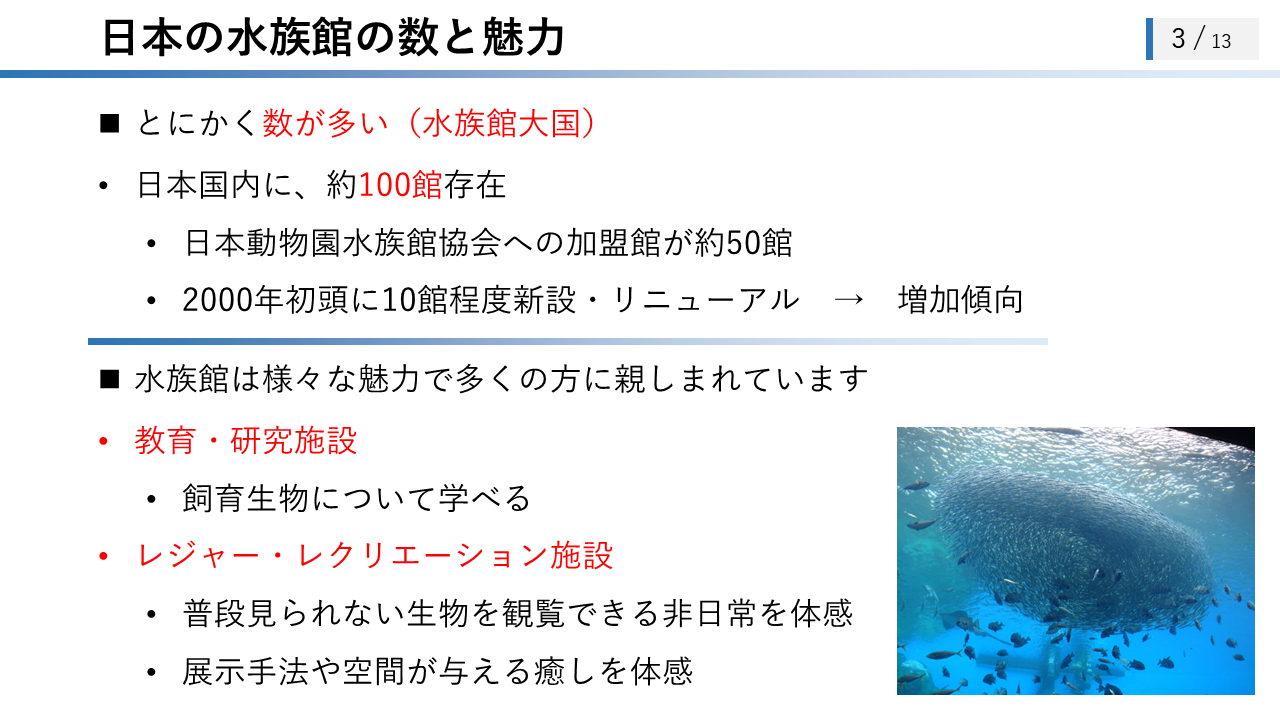 日本の水族館の数と魅力
3 / 13
■ とにかく数が多い（水族館大国）
• 日本国内に、約100館存在
• 日本動物園水族館協会への加盟館が約50館
• 2000年初頭に10館程度新設・リニューアル　→　増加傾向
■ 水族館は様々な魅力で多くの方に親しまれています
• 教育・研究施設
• 飼育生物について学べる
• レジャー・レクリエーション施設
• 普段見られない生物を観覧できる非日常を体感
• 展示手法や空間が与える癒しを体感